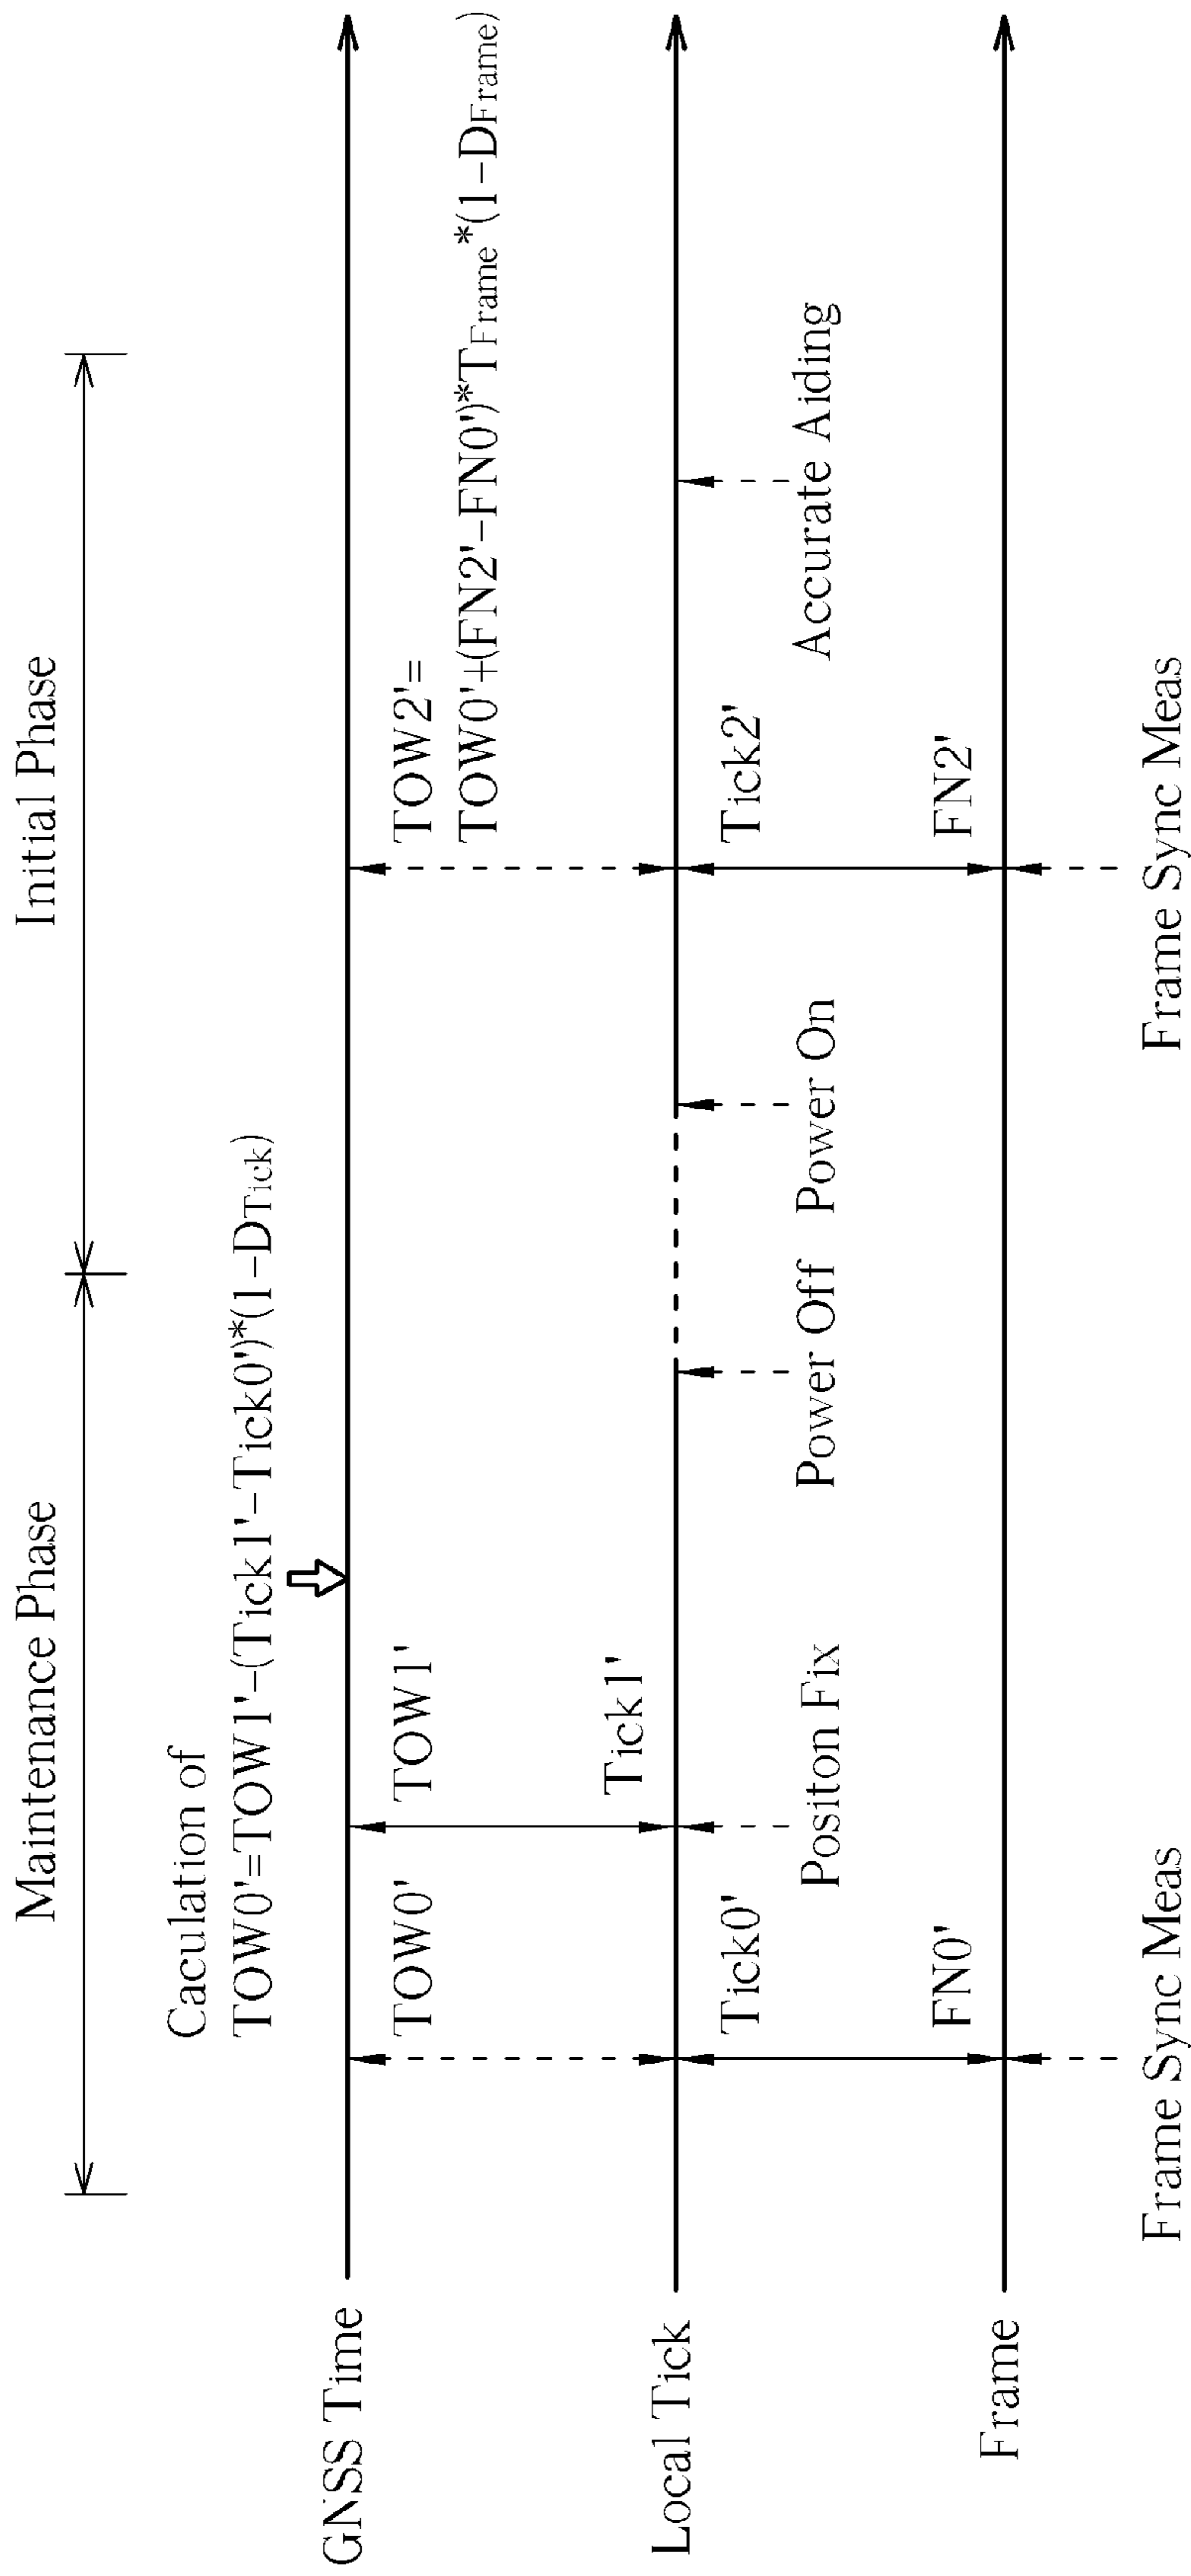 Maintenance Phase
Initial Phase
Caculation of
TOW0'=TOW1'-(Tick1'-Tick0')*(1-DTick)
GNSS Time
TOW0'
TOW1'
TOW2'=
TOW0'+(FN2'-FN0')*TFrame*(1-DFrame)
Tick1'
Local Tick
Tick0'
Tick2'
Positon Fix
Power Off
Power On
Accurate Aiding
FN0'
FN2'
Frame
Frame Sync Meas
Frame Sync Meas